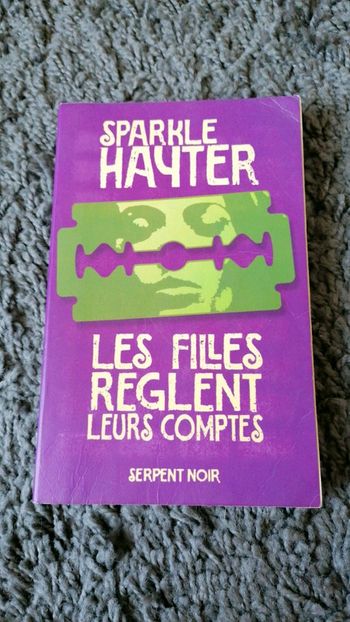 SPARKLE
HAYTER
LES FILLES
REGLENT
LEURS COMPTES
SERPENT NOIR